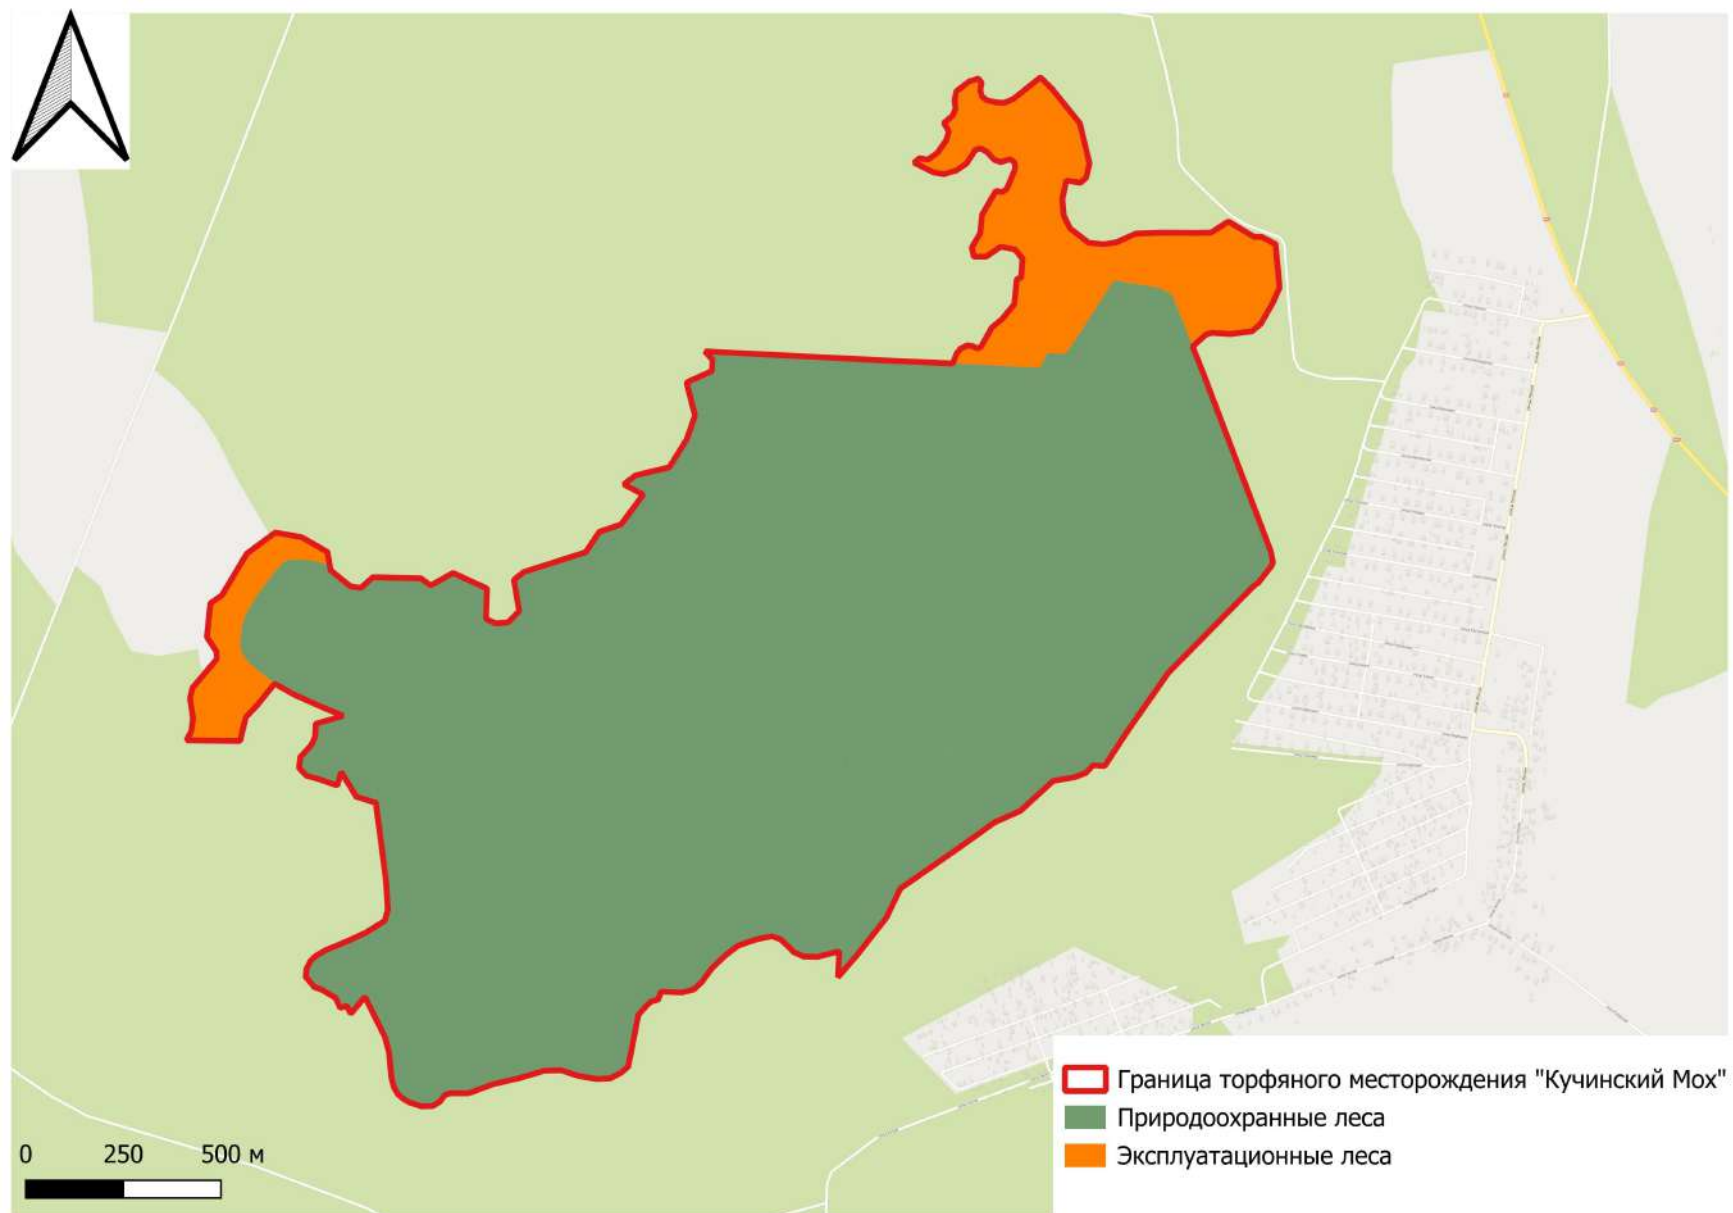 0 250 500 м
Граница торфяного месторождения "Кучинский Мох"
Природоохранные леса
Эксплуатационные леса